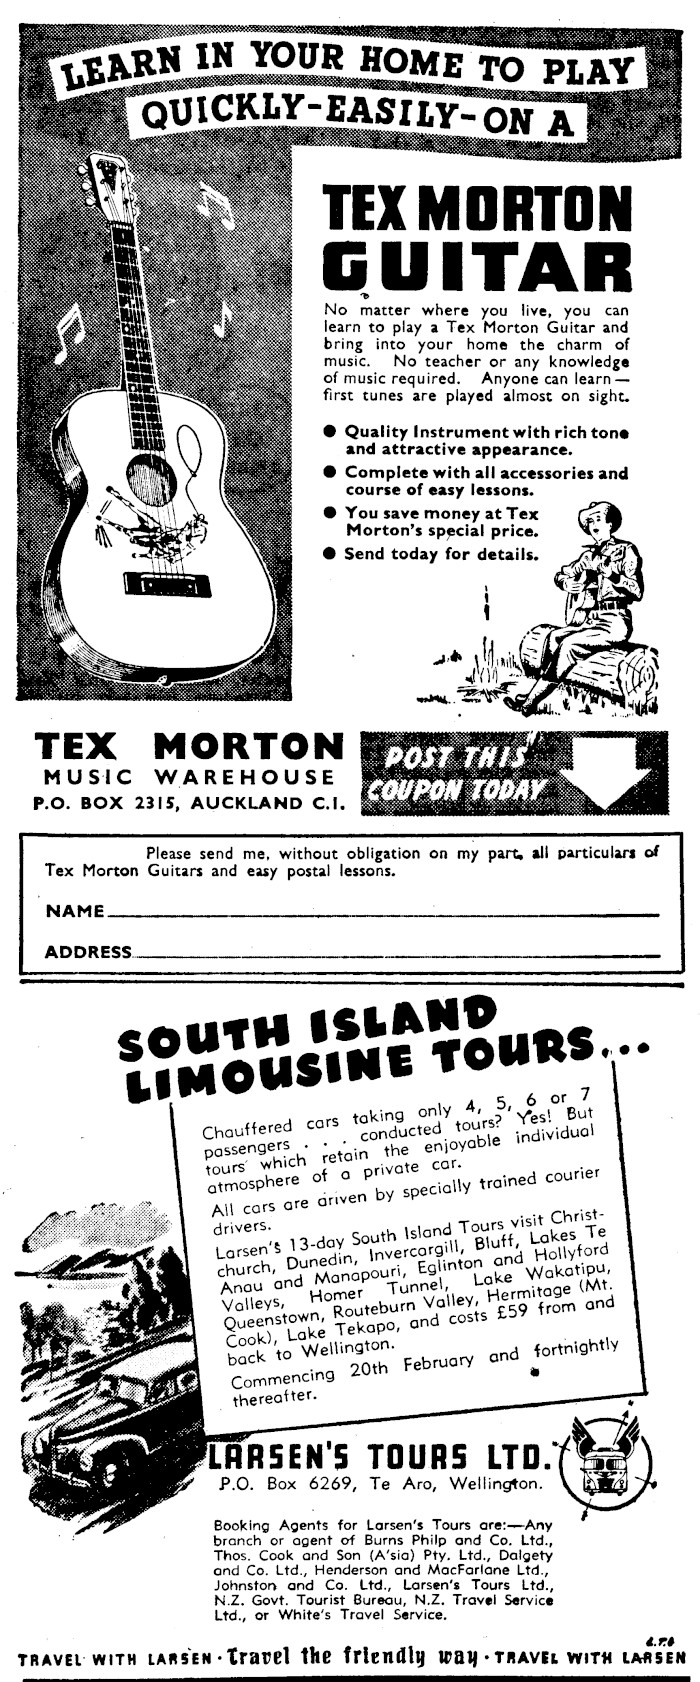 LEARN IN YOUR HOME TO PLAY
QUICKLY-EASILY-ON A
TEX MORTON
GUITAR
No matter where you live, you can
learn to play a Tex Morton Guitar and
bring into your home the charm of
music. No teacher or any knowledge
of music required. Anyone can learn—
first tunes are played almost on sight.
● Quality Instrument with rich tone
and attractive appearance.
● Complete with all accessories and
course of easy lessons.
● You save money at Tex
Morton's special price.
● Send today for details.
TEX MORTON
MUSIC WAREHOUSE
P.O. BOX 2315, AUCKLAND C.1.
POST THIS
COUPON TODAY
Please send me, without obligation on my part, all particulars of
Tex Morton Guitars and easy postal lessons.
NAME
ADDRESS
SOUTH ISLAND
LIMOUSINE TOURS...
Chauffered cars taking only 4, 5, 6 or 7
passengers . . . conducted tours? Yes! But
tours which retain the enjoyable individual
atmosphere of a private car.
All cars are driven by specially trained courier
drivers.
Larsen's 13-day South Island Tours visit Christ-
church, Dunedin, Invercargill, Bluff, Lakes Te
Anau and Manapouri, Eglinton and Hollyford
Valleys, Homer Tunnel, Lake Wakatipu,
Queenstown, Routeburn Valley, Hermitage (Mt.
Cook), Lake Tekapo, and costs £59 from and
back to Wellington.
Commencing 20th February and fortnightly
thereafter.
LARSEN'S TOURS LTD.
P.O. Box 6269, Te Aro, Wellington.
Booking Agents for Larsen's Tours are:—Any
branch or agent of Burns Philp and Co. Ltd.,
Thos. Cook and Son (A'sia) Pty. Ltd., Dalgety
and Co. Ltd., Henderson and MacFarlane Ltd.,
Johnston and Co. Ltd., Larsen's Tours Ltd.,
N.Z. Govt. Tourist Bureau, N.Z. Travel Service
Ltd., or White's Travel Service.
TRAVEL WITH LARSEN · Travel the friendly way · TRAVEL WITH LARSEN